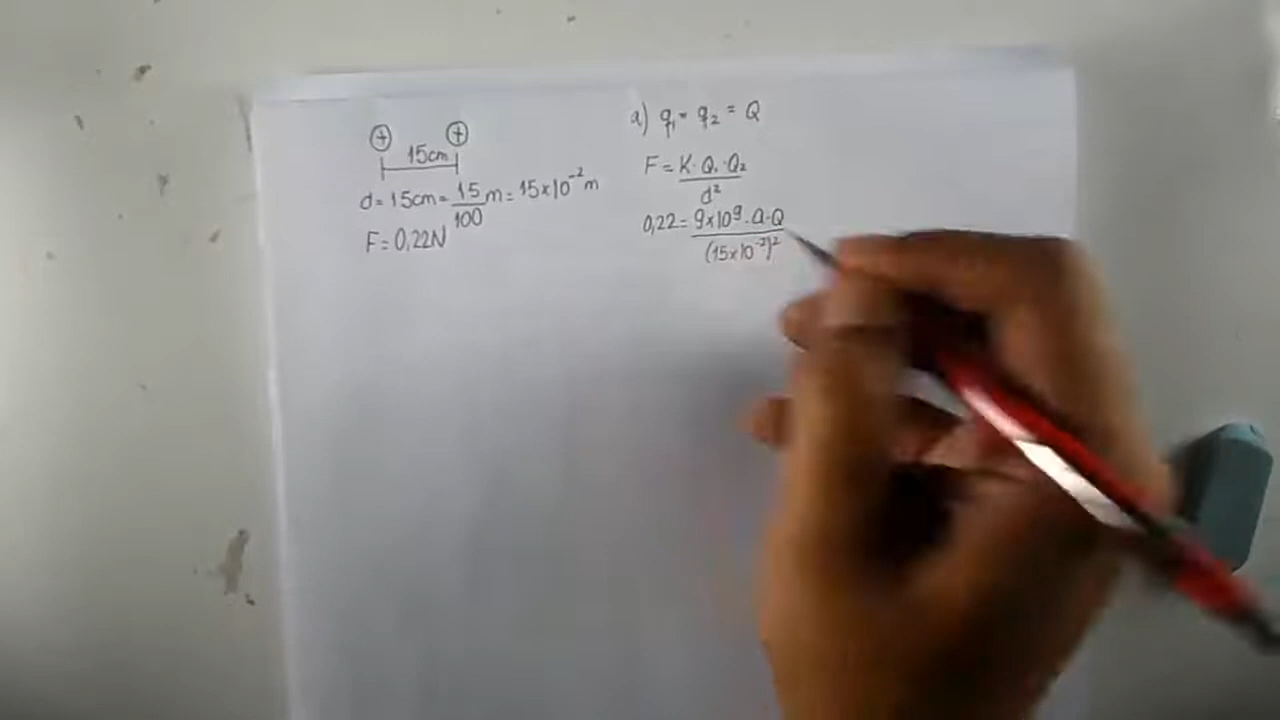 + +
15cm
d = 15cm = 15/100 m = 15×10⁻² m
F = 0,22N
a) q₁ = q₂ = Q
F = K · Q₁ · Q₂ / d²
0,22 = 9×10⁹ · Q · Q / (15×10⁻²)²